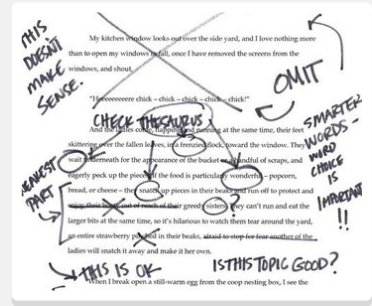 THIS
DOESN'T
MAKE
SENSE.
My kitchen window looks out over the side yard, and I love nothing more
than to open my windows in fall, once I have removed the screens from the
windows, and shout,
OMIT
"Heeeeeeeere chick – chick – chick – chick, chick!"
CHECK THESAURUS
And the ladies come, flapping and running at the same time, their feet
skittering over the fallen leaves, in a frenzied flock, toward the window. They
wait underneath for the appearance of the bucket or handful of scraps, and
eagerly peck up the pieces. If the food is particularly wonderful – popcorn,
bread, or cheese – they snatch up pieces in their beaks and run off to protect and
enjoy their booty out of reach of their greedy sisters. They can't run and eat the
larger bits at the same time, so it's hilarious to watch them tear around the yard,
an entire strawberry in their beaks, afraid to stop for fear another of the
ladies will snatch it away and make it her own.
SMARTER
WORDS –
WORD
CHOICE
IS
IMPORTANT
!!
WEAKEST
PART
THIS IS OK
IS THIS TOPIC GOOD?
When I break open a still-warm egg from the coop nesting box, I see the